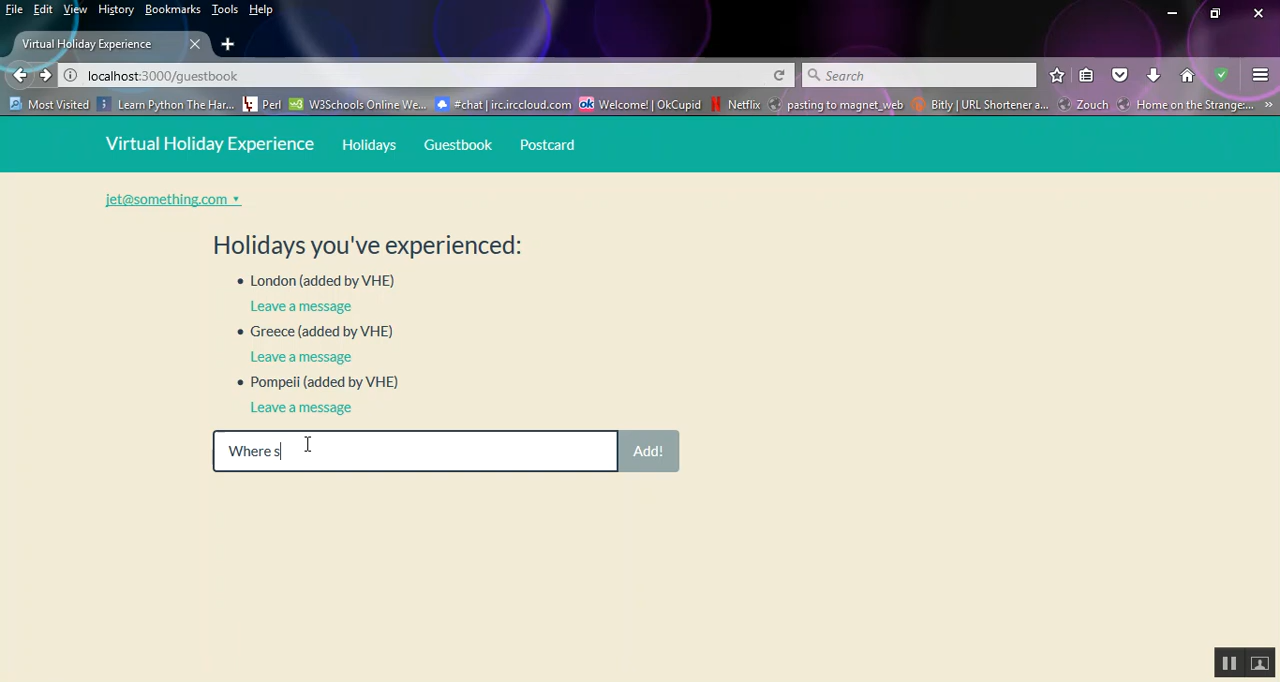 File Edit View History Bookmarks Tools Help
Virtual Holiday Experience
localhost:3000/guestbook
Search
Most Visited
Learn Python The Har...
Perl
W3Schools Online We...
#chat | irc.irccloud.com
ok Welcome! | OkCupid
Netflix
pasting to magnet_web
Bitly | URL Shortener a...
Zouch
Home on the Strange:...
Virtual Holiday Experience Holidays Guestbook Postcard
jet@something.com
Holidays you've experienced:
London (added by VHE)
Leave a message
Greece (added by VHE)
Leave a message
Pompeii (added by VHE)
Leave a message
Where s Add!